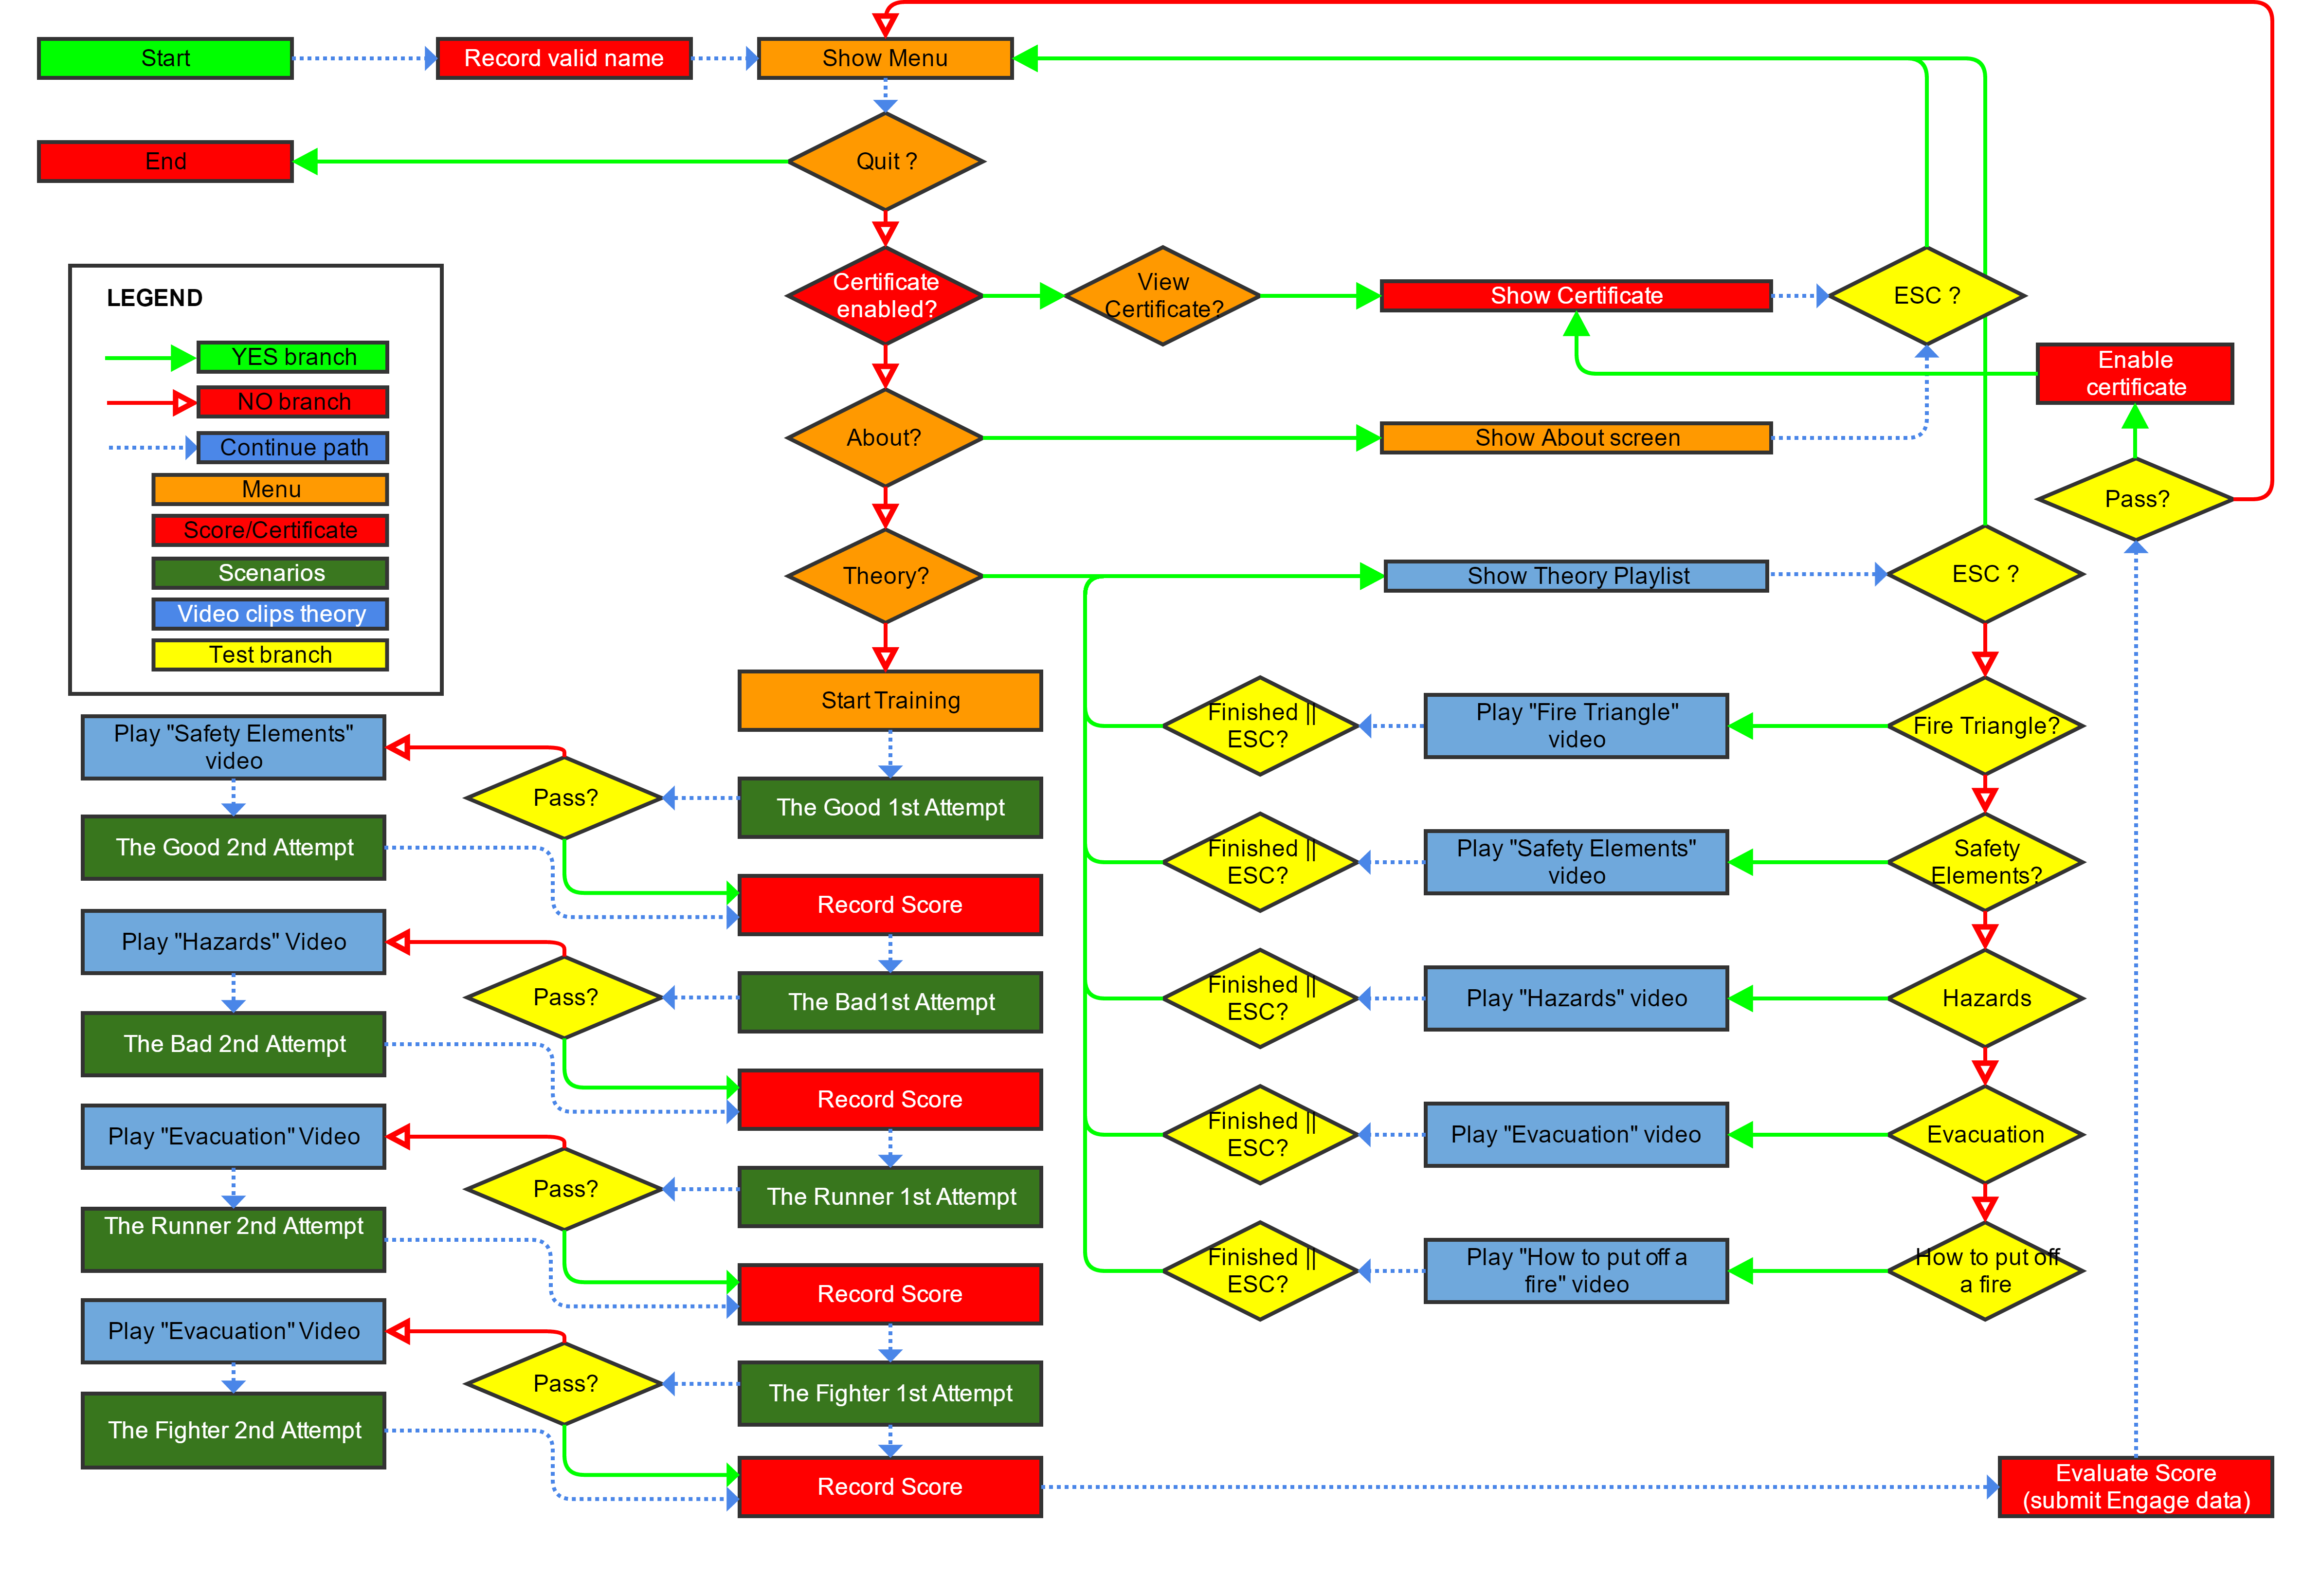 Start
Record valid name
Show Menu
End
Quit ?
LEGEND
YES branch
NO branch
Continue path
Menu
Score/Certificate
Scenarios
Video clips theory
Test branch
Certificate
enabled?
View
Certificate?
Show Certificate
ESC ?
Enable
certificate
About?
Show About screen
Pass?
Theory?
Show Theory Playlist
ESC ?
Start Training
Play "Safety Elements"
video
Pass?
The Good 1st Attempt
The Good 2nd Attempt
Record Score
Play "Hazards" Video
Pass?
The Bad1st Attempt
The Bad 2nd Attempt
Record Score
Play "Evacuation" Video
Pass?
The Runner 1st Attempt
The Runner 2nd Attempt
Record Score
Play "Evacuation" Video
Pass?
The Fighter 1st Attempt
The Fighter 2nd Attempt
Record Score
Finished ||
ESC?
Play "Fire Triangle"
video
Fire Triangle?
Finished ||
ESC?
Play "Safety Elements"
video
Safety
Elements?
Finished ||
ESC?
Play "Hazards" video
Hazards
Finished ||
ESC?
Play "Evacuation" video
Evacuation
Finished ||
ESC?
Play "How to put off a
fire" video
How to put off
a fire
Evaluate Score
(submit Engage data)